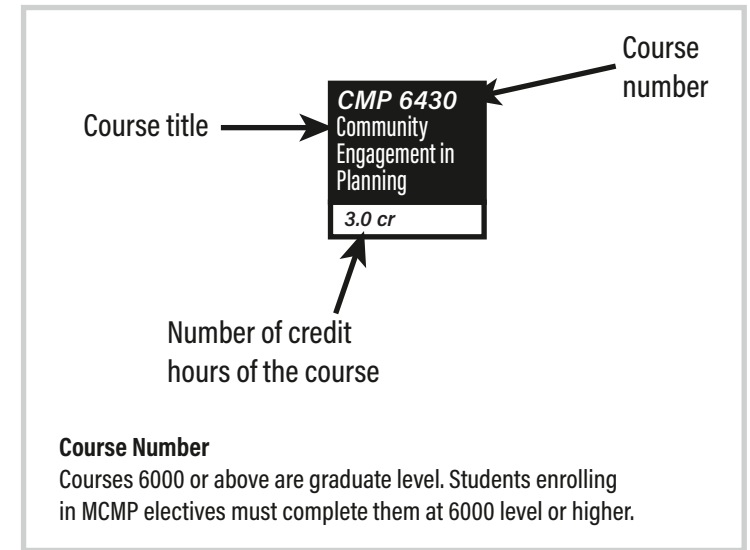 Course
number
Course title
CMP 6430
Community
Engagement in
Planning
3.0 cr
Number of credit
hours of the course
Course Number
Courses 6000 or above are graduate level. Students enrolling
in MCMP electives must complete them at 6000 level or higher.